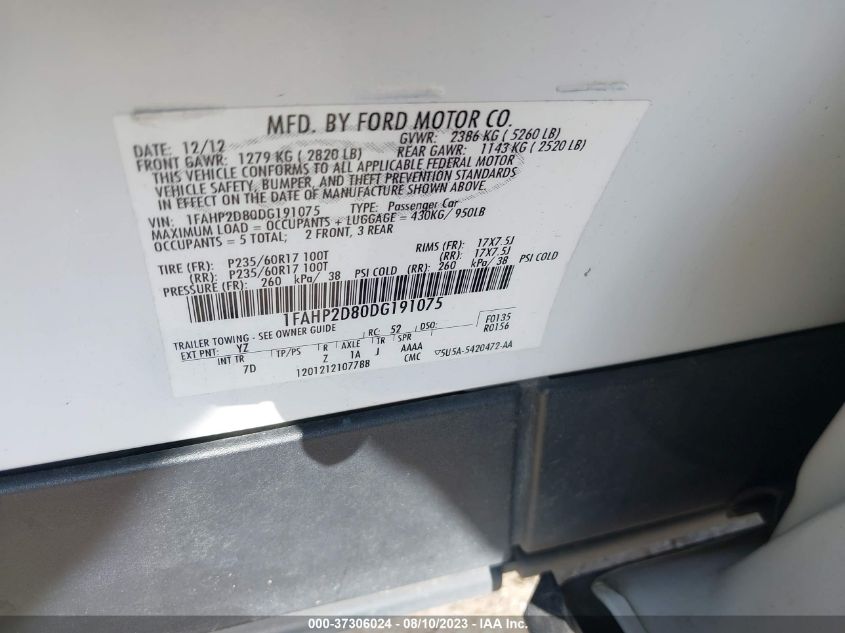 MFD. BY FORD MOTOR CO.
DATE: 12/12 GVWR: 2386 KG ( 5260 LB)
FRONT GAWR: 1279 KG ( 2820 LB) REAR GAWR: 1143 KG ( 2520 LB)
THIS VEHICLE CONFORMS TO ALL APPLICABLE FEDERAL MOTOR
VEHICLE SAFETY, BUMPER, AND THEFT PREVENTION STANDARDS
IN EFFECT ON THE DATE OF MANUFACTURE SHOWN ABOVE.
VIN: 1FAHP2D80DG191075 TYPE: Passenger Car
MAXIMUM LOAD = OCCUPANTS + LUGGAGE = 430KG/ 950LB
OCCUPANTS = 5 TOTAL; 2 FRONT, 3 REAR
TIRE (FR): P235/60R17 100T RIMS (FR): 17X7.5J
(RR): P235/60R17 100T (RR): 17X7.5J
PRESSURE (FR): 260 kPa/ 38 PSI COLD (RR): 260 kPa/ 38 PSI COLD
1FAHP2D80DG191075
TRAILER TOWING - SEE OWNER GUIDE RC: 52 DSO: F0135
EXT PNT: YZ R0156
INT TR TP/PS R AXLE TR SPR
7D Z 1A J AAAA
1201212107788 CMC ▽5U5A-5420472-AA
000-37306024 - 08/10/2023 - IAA Inc.